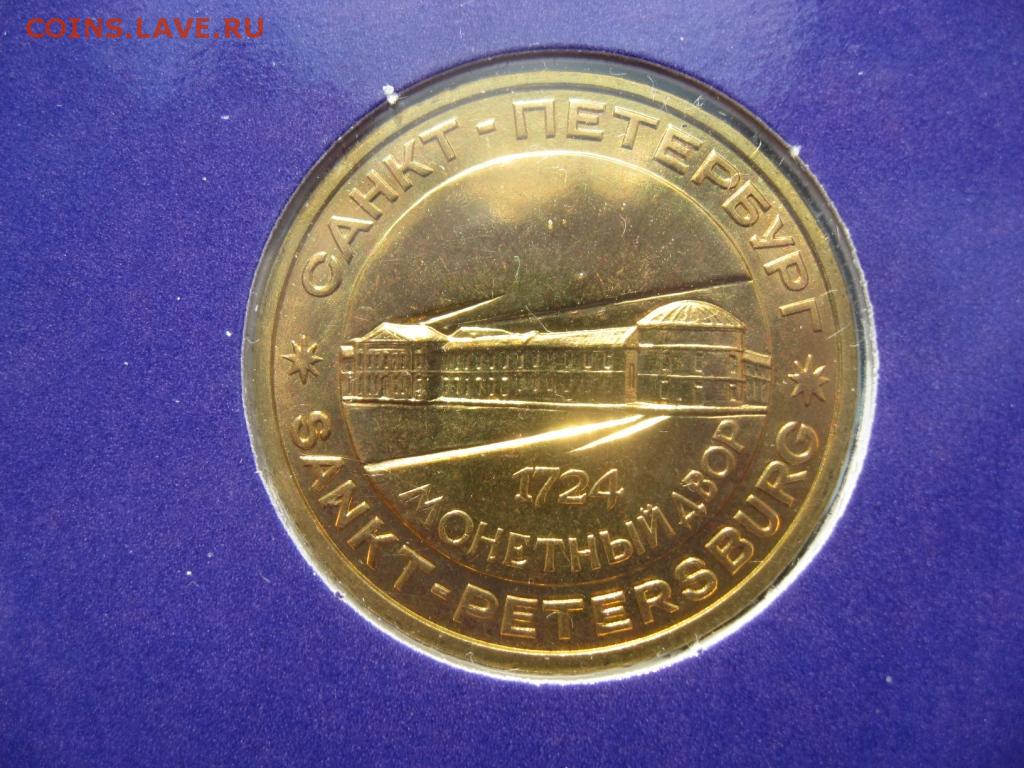 COINS.LAVE.RU
САНКТ-ПЕТЕРБУРГ
1724
МОНЕТНЫЙ ДВОР
SANKT-PETERSBURG